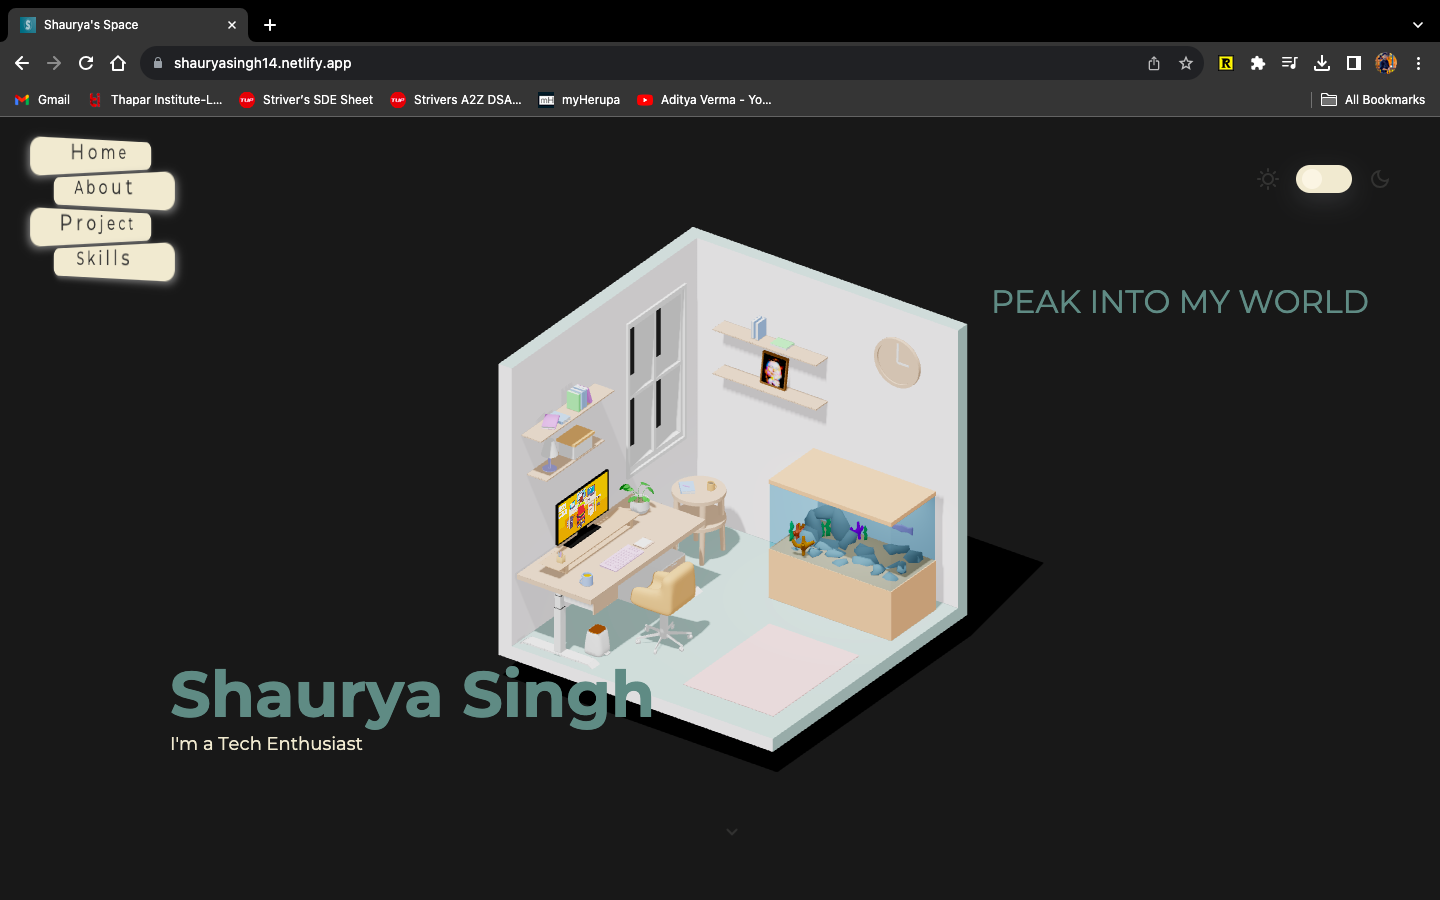 Shaurya's Space
shauryasingh14.netlify.app
Gmail
Thapar Institute-L...
Striver's SDE Sheet
Strivers A2Z DSA...
myHerupa
Aditya Verma - Yo...
All Bookmarks
Home
About
Project
Skills
PEAK INTO MY WORLD
Shaurya Singh
I'm a Tech Enthusiast